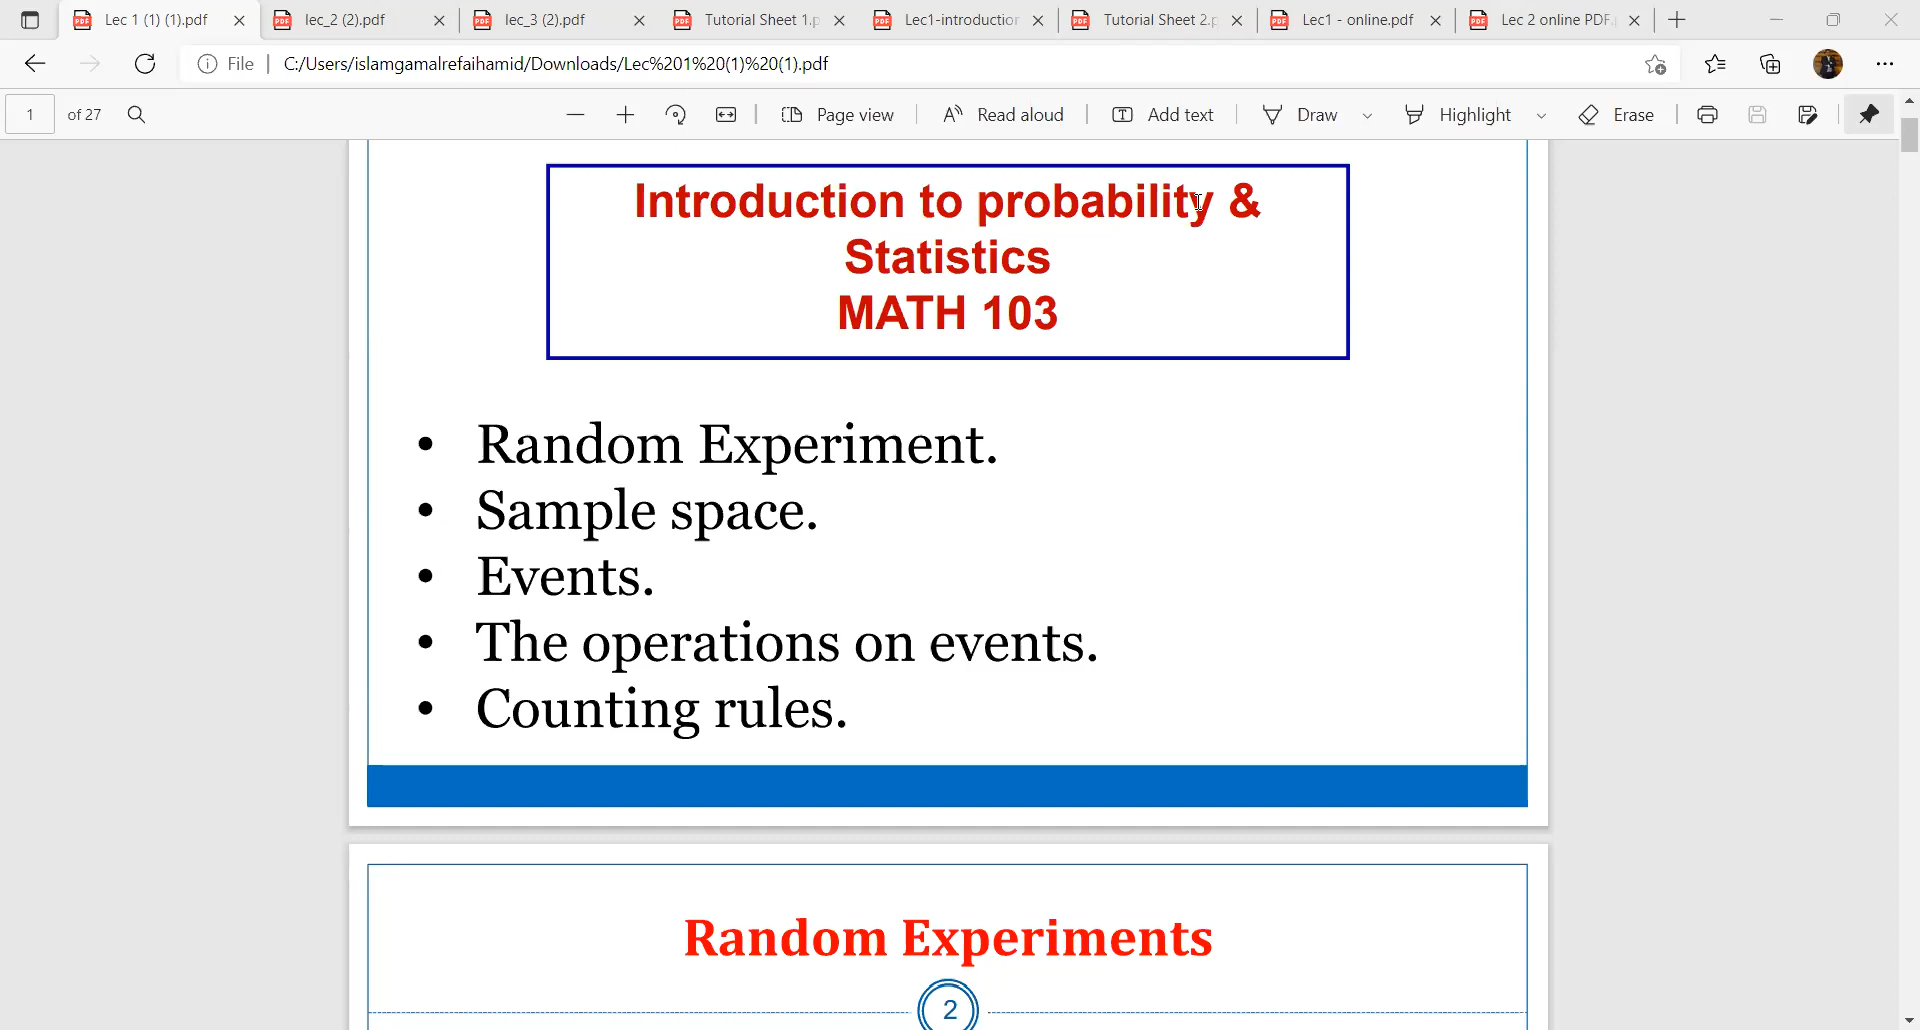 Lec 1 (1) (1).pdf
lec_2 (2).pdf
lec_3 (2).pdf
Tutorial Sheet 1.p
Lec1-introduction
Tutorial Sheet 2.p
Lec1 - online.pdf
Lec 2 online PDF.
File
C:/Users/islamgamalrefaihamid/Downloads/Lec%201%20(1)%20(1).pdf
1 of 27
Page view
Read aloud
Add text
Draw
Highlight
Erase
Introduction to probability &
Statistics
MATH 103
• Random Experiment.
• Sample space.
• Events.
• The operations on events.
• Counting rules.
Random Experiments
2